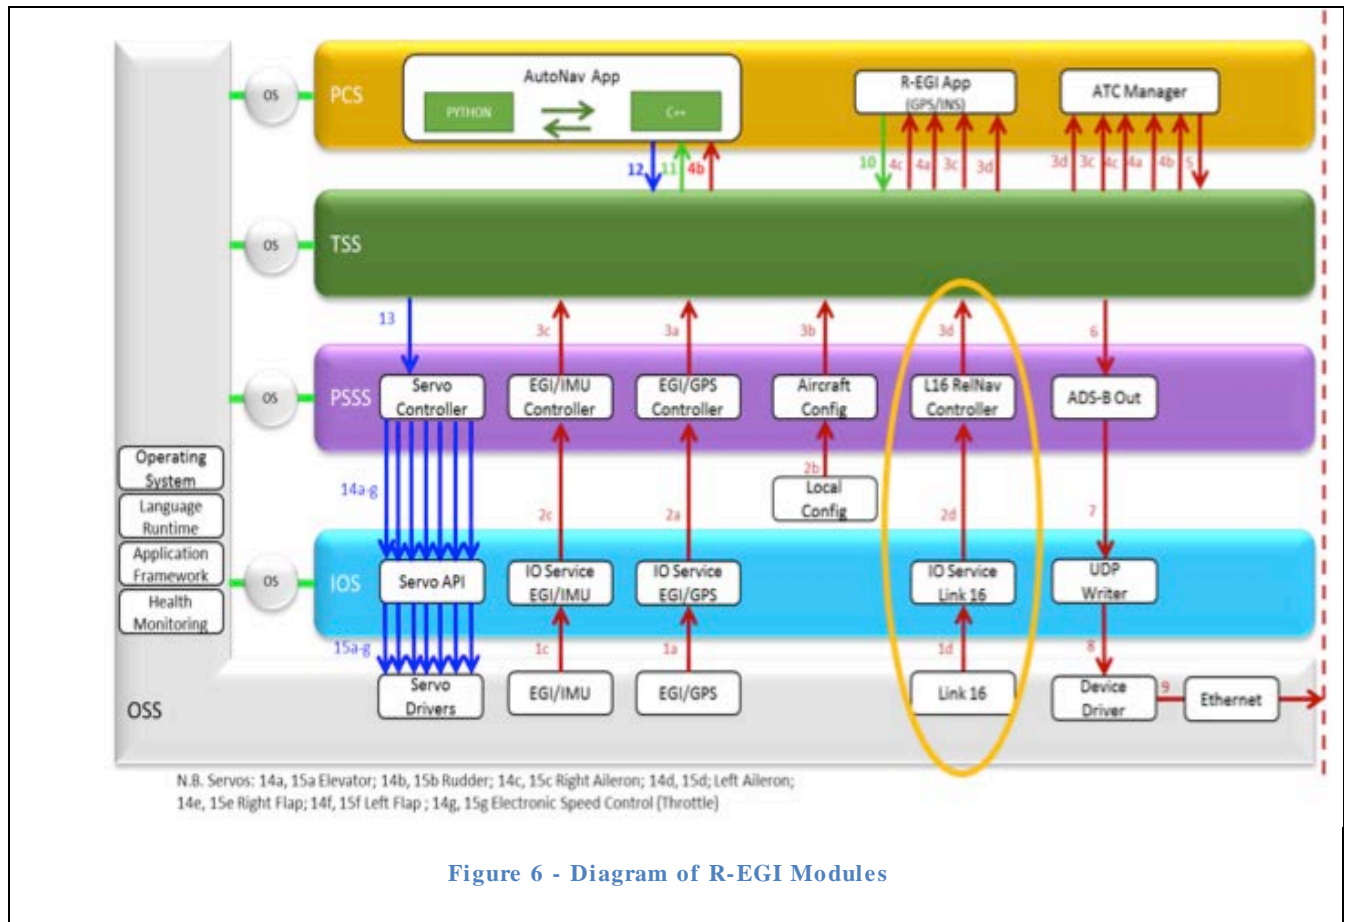 AutoNav App
PYTHON
C++
R-EGI App
(GPS/INS)
ATC Manager
OS
PCS
12
11
4b
10
4c
4a
3c
3d
3d
3c
4c
4a
4b
5
OS
TSS
13
3c
3a
3b
3d
6
OS
PSSS
Servo
Controller
EGI/IMU
Controller
EGI/GPS
Controller
Aircraft
Config
L16 RelNav
Controller
ADS-B Out
Operating
System
Language
Runtime
Application
Framework
Health
Monitoring
14a-g
2c
2a
2b
Local
Config
2d
7
OS
IOS
Servo API
IO Service
EGI/IMU
IO Service
EGI/GPS
IO Service
Link 16
UDP
Writer
15a-g
1c
1a
1d
8
OSS
Servo
Drivers
EGI/IMU
EGI/GPS
Link 16
Device
Driver
9
Ethernet
N.B. Servos: 14a, 15a Elevator; 14b, 15b Rudder; 14c, 15c Right Aileron; 14d, 15d; Left Aileron;
14e, 15e Right Flap; 14f, 15f Left Flap ; 14g, 15g Electronic Speed Control (Throttle)
Figure 6 - Diagram of R-EGI Modules